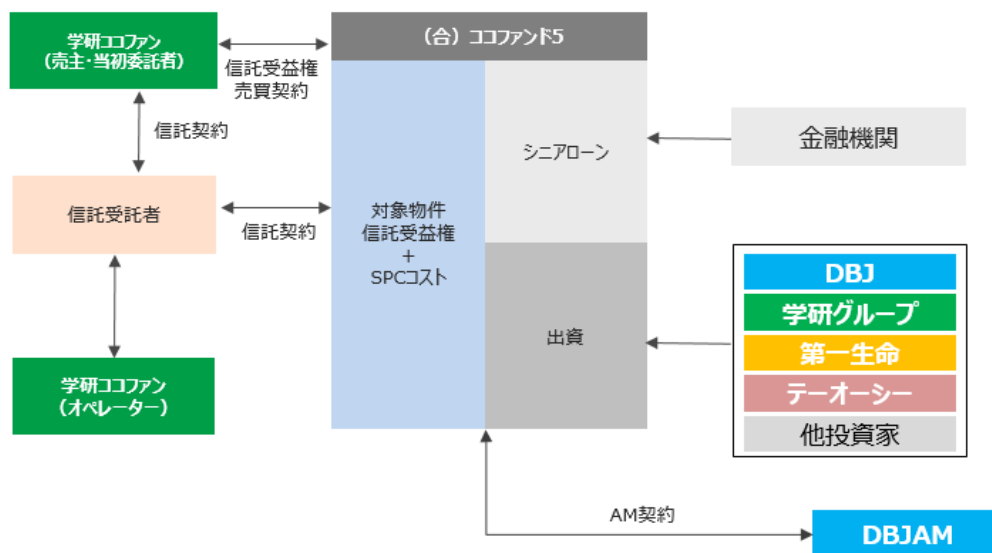 学研ココファン
(売主・当初委託者)
信託受益権
売買契約
信託契約
信託受託者
信託契約
学研ココファン
(オペレーター)
(合)ココファンド5
対象物件
信託受益権
+
SPCコスト
シニアローン
出資
金融機関
DBJ
学研グループ
第一生命
テーオーシー
他投資家
AM契約
DBJAM